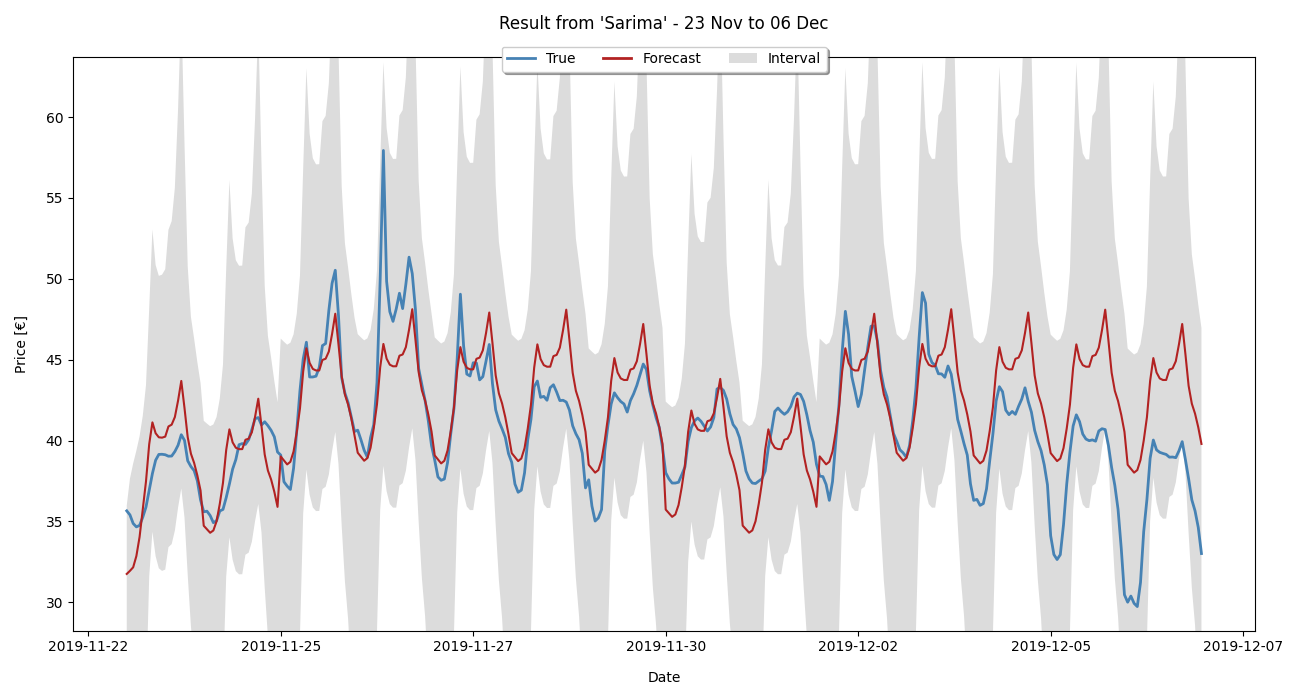 Result from 'Sarima' - 23 Nov to 06 Dec
True Forecast Interval
Price [€]
60
55
50
45
40
35
30
2019-11-22 2019-11-25 2019-11-27 2019-11-30 2019-12-02 2019-12-05 2019-12-07
Date